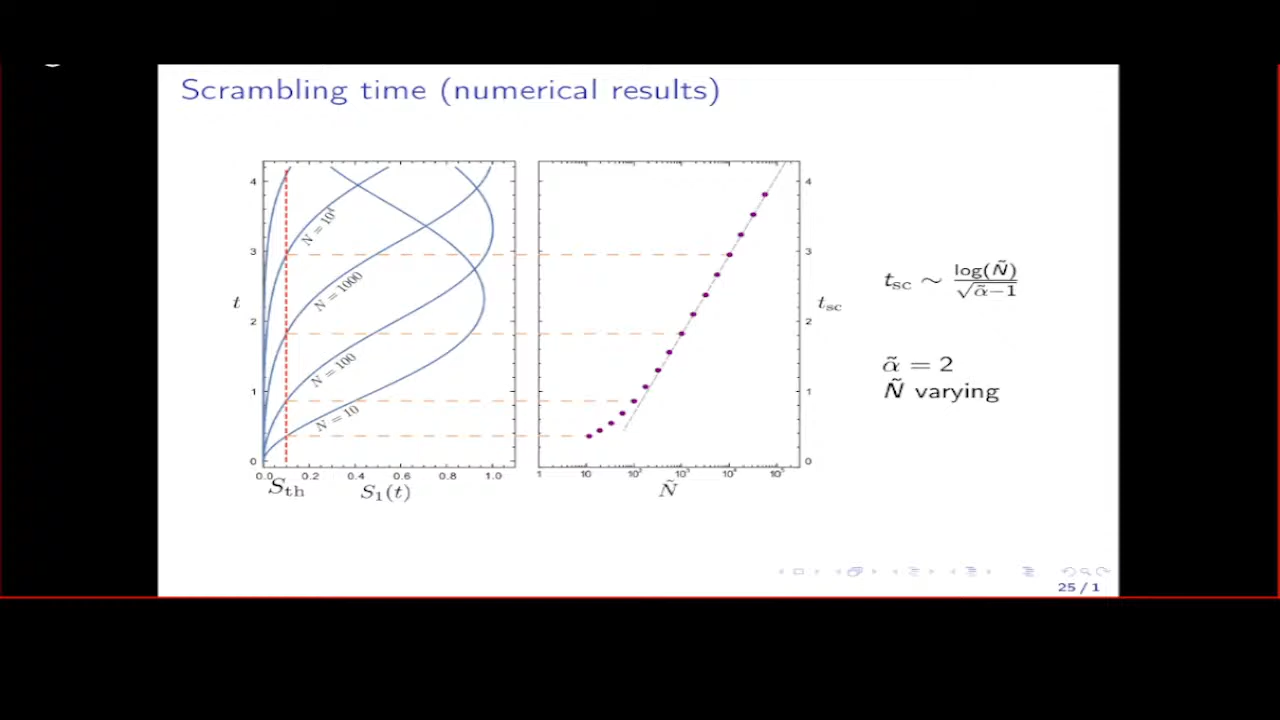 Scrambling time (numerical results)
4
3
2
1
0
t
N = 10⁴
N = 1000
N = 100
N = 10
0.0 0.2 0.4 0.6 0.8 1.0
S_th S₁(t)
4
3
2
1
0
t_sc
1 10 10² 10³ 10⁴ 10⁵
Ñ
t_sc ∼ log(Ñ) / √α̃−1
α̃ = 2
Ñ varying
25 / 1